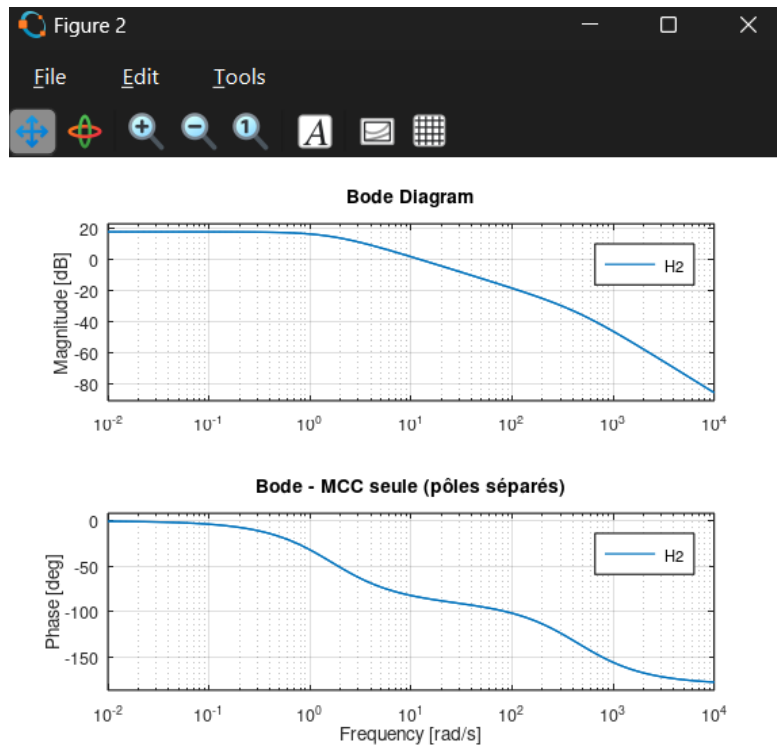 Figure 2
File Edit Tools
A
Bode Diagram
Magnitude [dB]
20
0
-20
-40
-60
-80
H2
10-2 10-1 100 101 102 103 104
Bode - MCC seule (pôles séparés)
Phase [deg]
0
-50
-100
-150
H2
10-2 10-1 100 101 102 103 104
Frequency [rad/s]